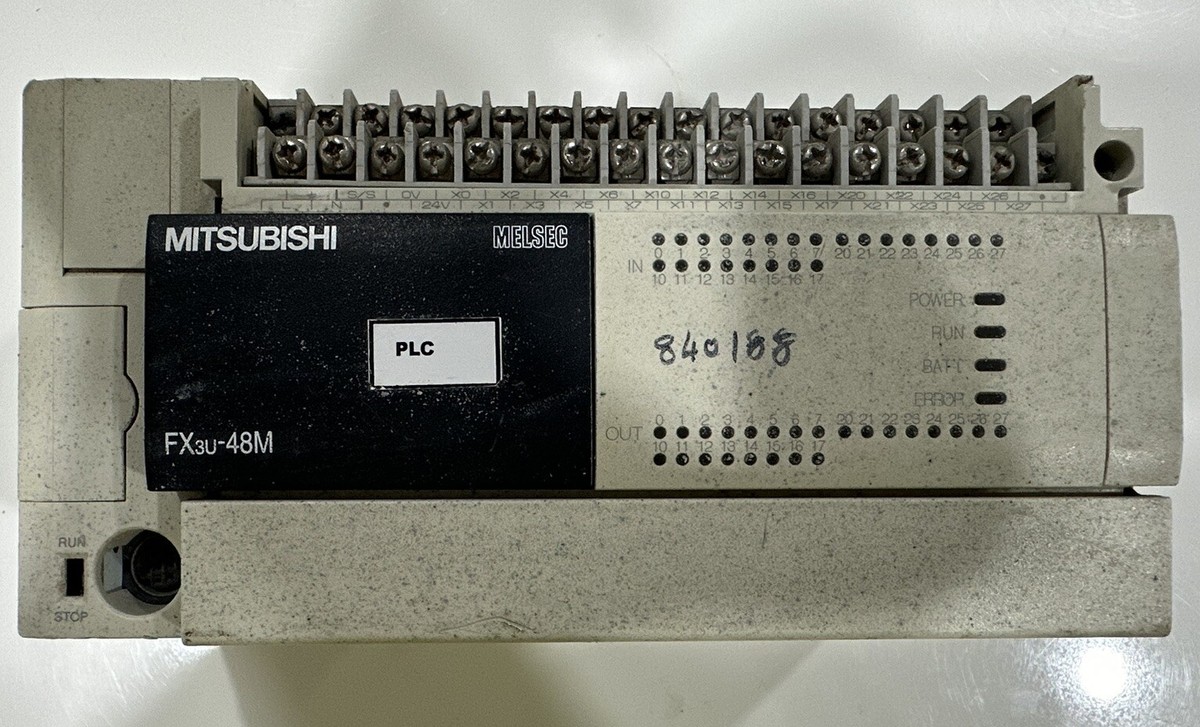 ⏚ S/S 0V X0 X2 X4 X6 X10 X12 X14 X16 X20 X22 X24 X26 •
L N • 24V X1 X3 X5 X7 X11 X13 X15 X17 X21 X23 X25 X27
MITSUBISHI MELSEC
PLC
FX3U-48M
0 1 2 3 4 5 6 7 20 21 22 23 24 25 26 27
IN
10 11 12 13 14 15 16 17
POWER
RUN
BATT
ERROR
840188
0 1 2 3 4 5 6 7 20 21 22 23 24 25 26 27
OUT
10 11 12 13 14 15 16 17
RUN
STOP